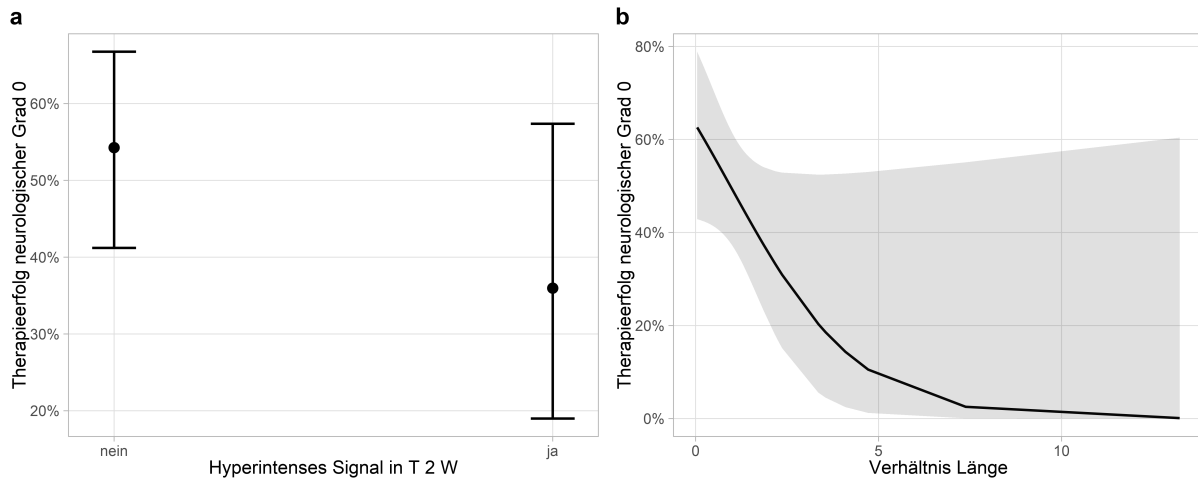 a
Therapieerfolg neurologischer Grad 0
60%
50%
40%
30%
20%
nein
ja
Hyperintenses Signal in T 2 W
b
Therapieerfolg neurologischer Grad 0
80%
60%
40%
20%
0%
0
5
10
Verhältnis Länge